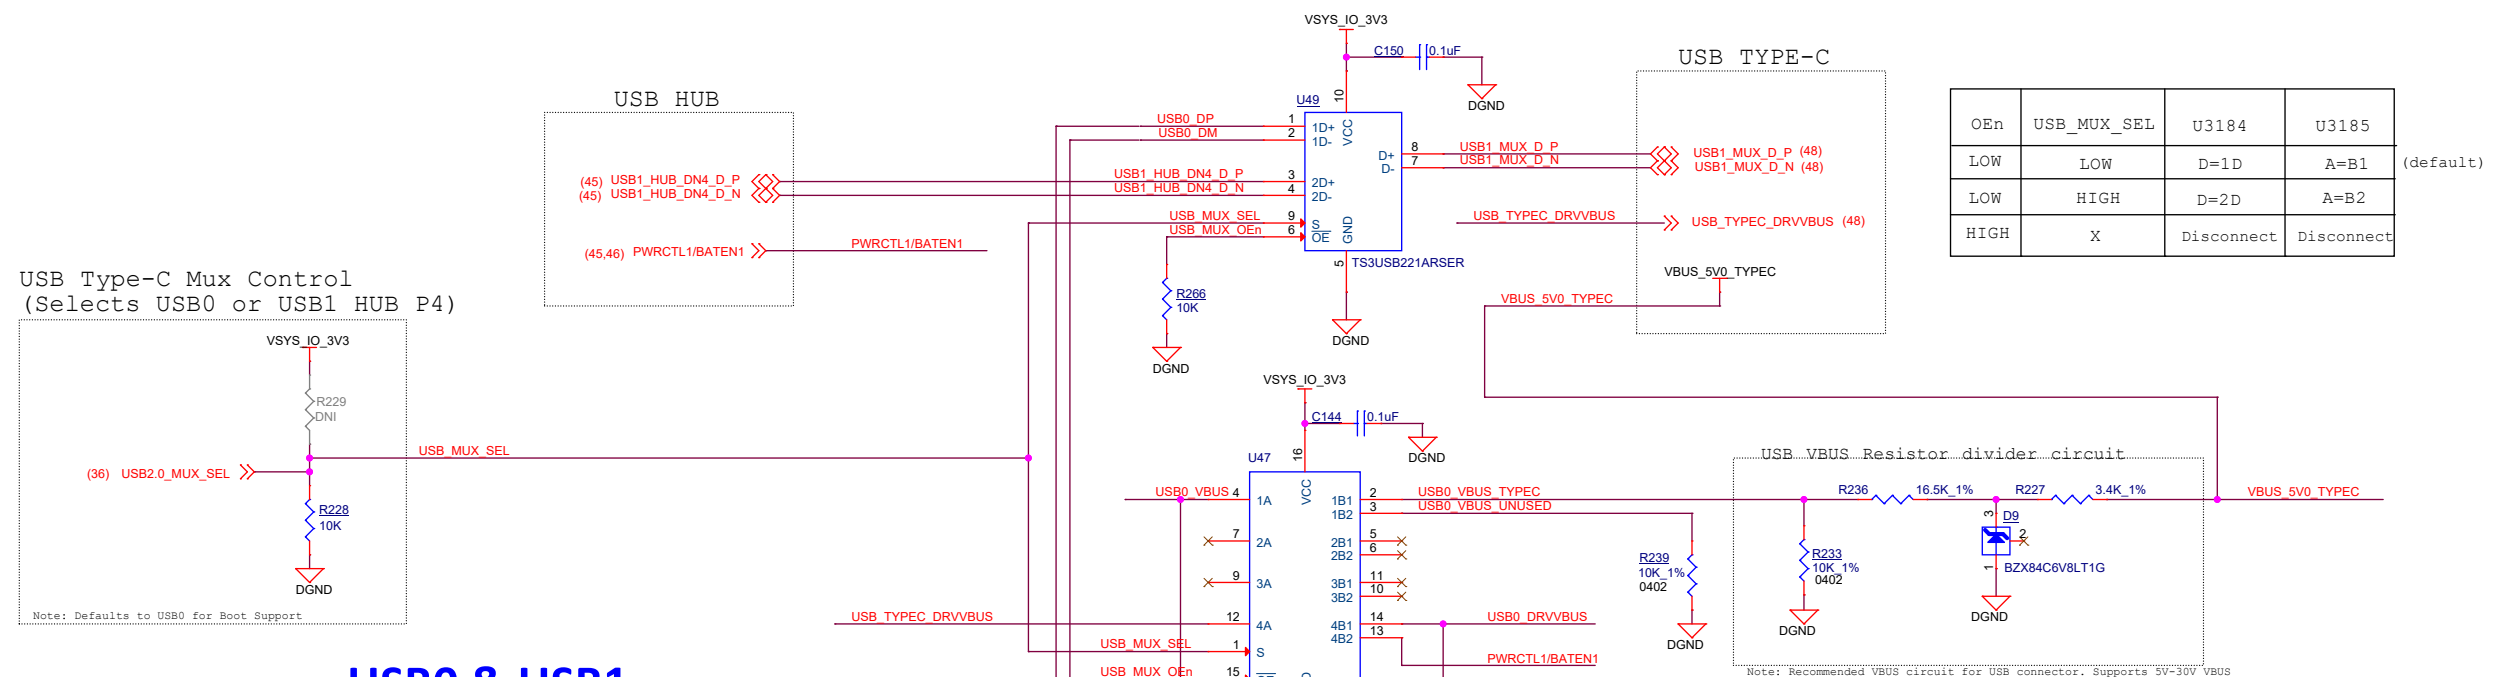 VSYS_IO_3V3
C150
0.1uF
DGND
USB TYPE-C
USB HUB
U49
10
VCC
USB0_DP
1
1D+
USB0_DM
2
1D-
USB1_HUB_DN4_D_P
3
2D+
USB1_HUB_DN4_D_N
4
2D-
USB_MUX_SEL
9
S
USB_MUX_OEn
6
OE
GND
5
TS3USB221ARSER
DGND
D+
8
USB1_MUX_D_P
D-
7
USB1_MUX_D_N
USB1_MUX_D_P (48)
USB1_MUX_D_N (48)
USB_TYPEC_DRVVBUS
USB_TYPEC_DRVVBUS (48)
VBUS_5V0_TYPEC
VBUS_5V0_TYPEC
(45) USB1_HUB_DN4_D_P
(45) USB1_HUB_DN4_D_N
(45,46) PWRCTL1/BATEN1
PWRCTL1/BATEN1
R266
10K
DGND
OEn USB_MUX_SEL U3184 U3185
LOW LOW D=1D A=B1 (default)
LOW HIGH D=2D A=B2
HIGH X Disconnect Disconnect
USB Type-C Mux Control
(Selects USB0 or USB1 HUB P4)
VSYS_IO_3V3
R229
DNI
USB_MUX_SEL
(36) USB2.0_MUX_SEL
R228
10K
DGND
Note: Defaults to USB0 for Boot Support
VSYS_IO_3V3
C144
0.1uF
DGND
U47
16
VCC
USB0_VBUS
4
1A
7
2A
9
3A
USB_TYPEC_DRVVBUS
12
4A
USB_MUX_SEL
1
S
USB_MUX_OEn
15
1B1
2
USB0_VBUS_TYPEC
1B2
3
USB0_VBUS_UNUSED
2B1
5
2B2
6
3B1
11
3B2
10
4B1
14
USB0_DRVVBUS
4B2
13
PWRCTL1/BATEN1
R239
10K_1%
0402
DGND
USB VBUS Resistor divider circuit
R236
16.5K_1%
R227
3.4K_1%
VBUS_5V0_TYPEC
R233
10K_1%
0402
DGND
3
D9
2
1
BZX84C6V8LT1G
DGND
Note: Recommended VBUS circuit for USB connector. Supports 5V-30V VBUS
USB0 & USB1